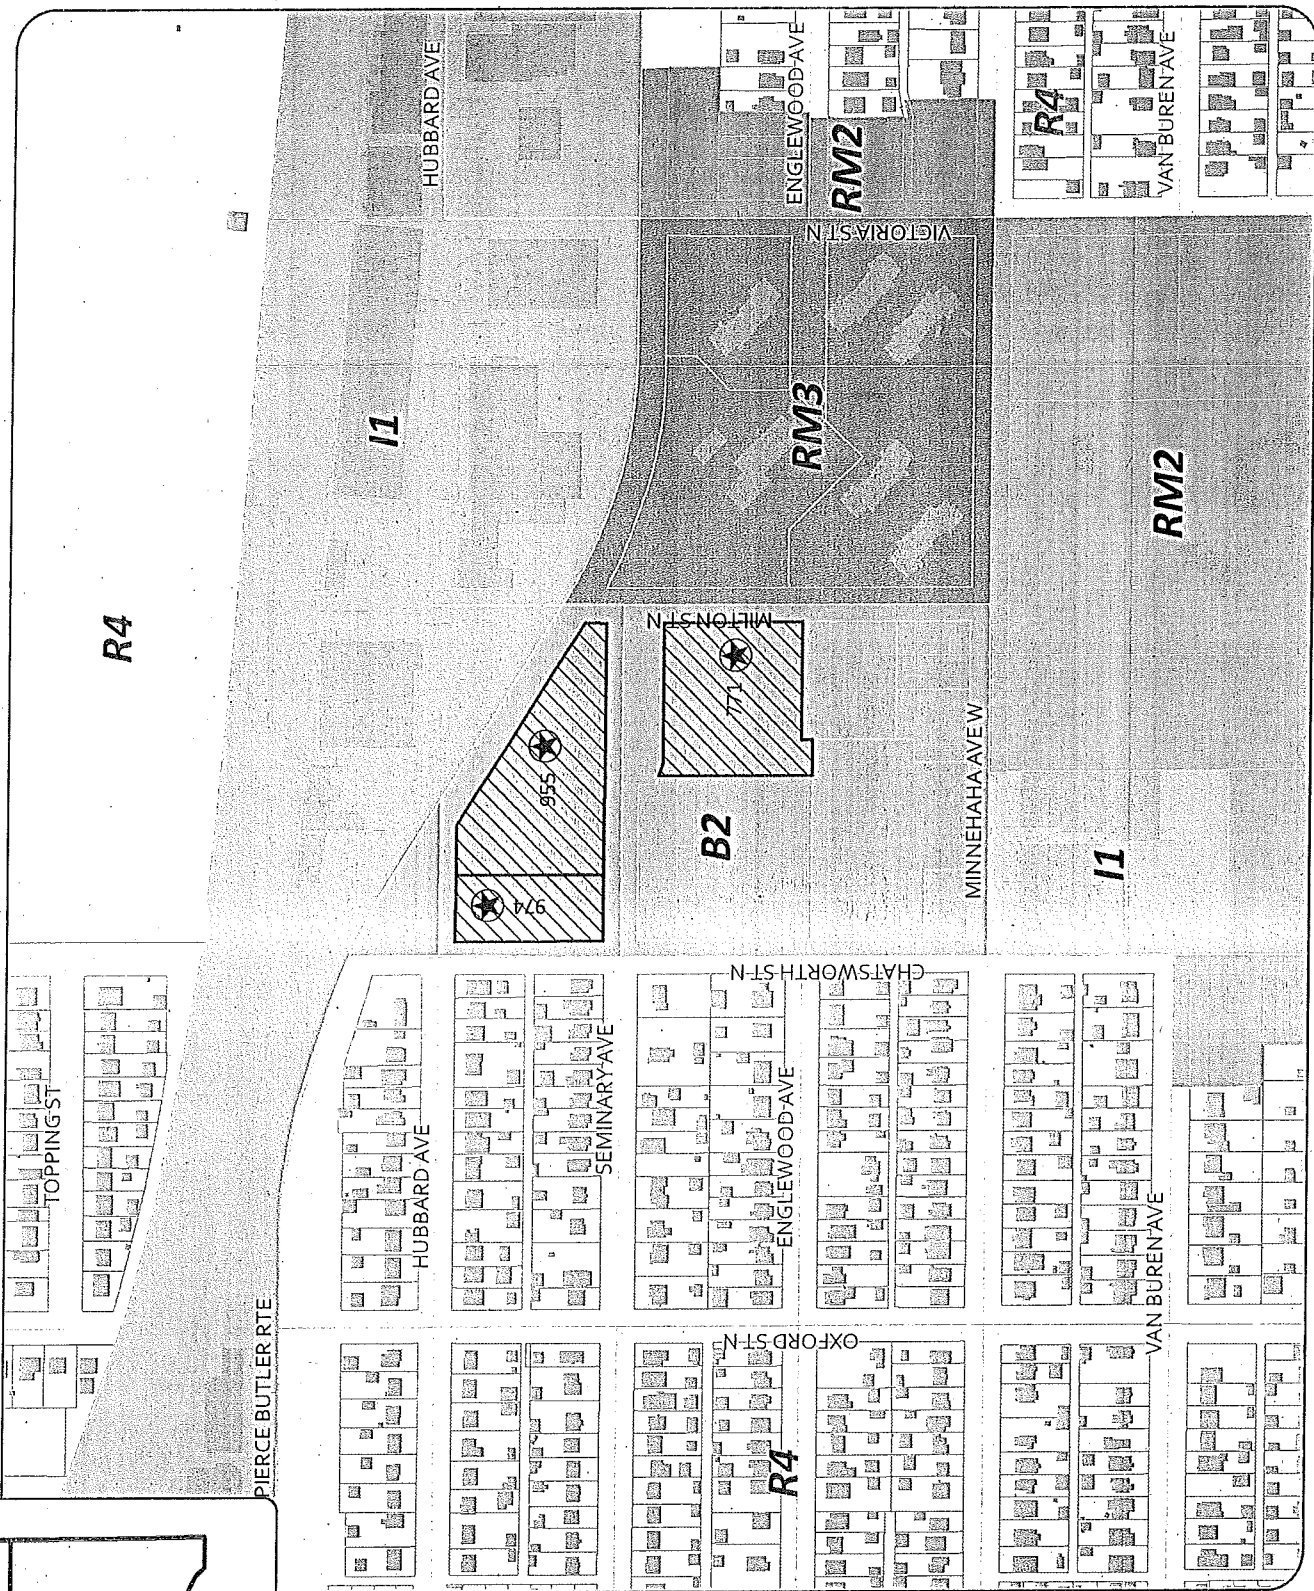 R4
HUBBARD AVE
I1
ENGLEWOOD AVE
RM2
R4
VAN BUREN AVE
VICTORIA ST N
RM3
RM2
MILTON ST N
771
955
974
B2
MINNEHAHA AVE W
I1
CHATSWORTH ST N
TOPPING ST
HUBBARD AVE
SEMINARY AVE
ENGLEWOOD AVE
VAN BUREN AVE
OXFORD ST N
PIERCE BUTLER RTE
R4